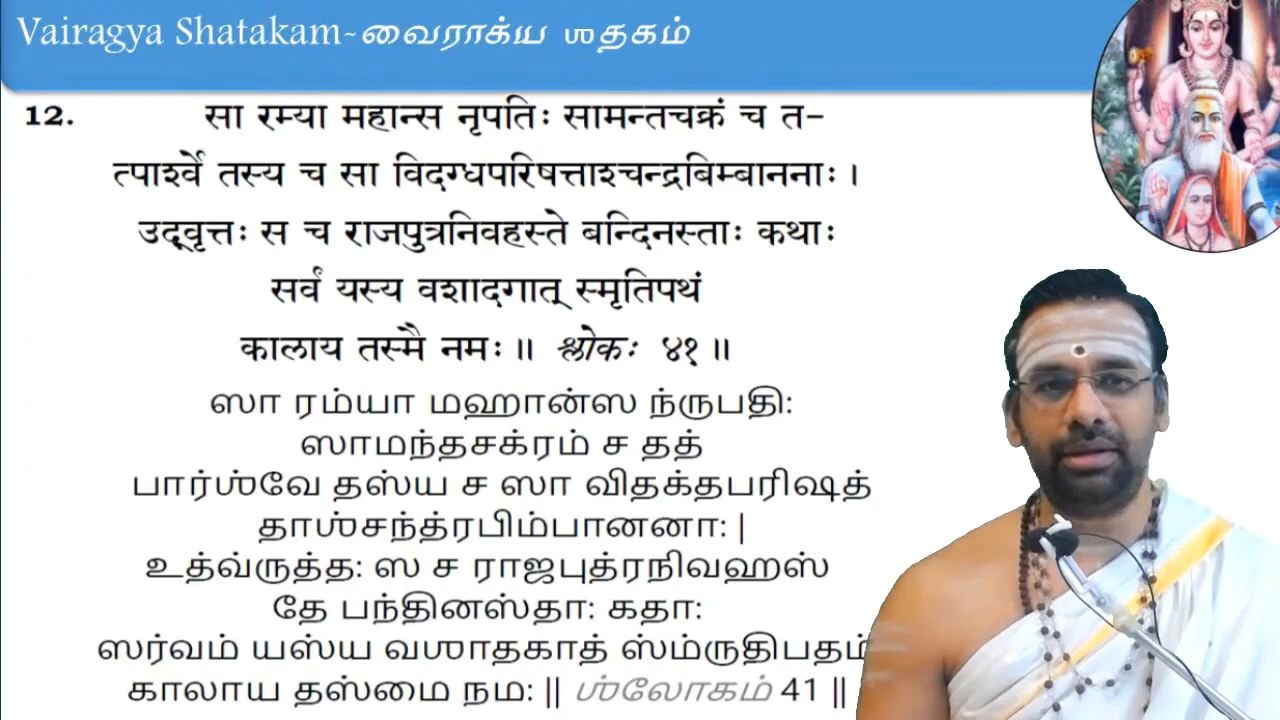 Vairagya Shatakam-வைராக்ய ஶதகம்
12. सा रम्या महान्स नृपतिः सामन्तचक्रं च त-
त्पार्श्वे तस्य च सा विदग्धपरिषत्ताश्चन्द्रबिम्बाननाः ।
उद्वृत्तः स च राजपुत्रनिवहस्ते बन्दिनस्ताः कथाः
सर्वं यस्य वशादगात् स्मृतिपथं
कालाय तस्मै नमः ॥ श्लोकः ४१ ॥
ஸா ரம்யா மஹான்ஸ ந்ருபதி:
ஸாமந்தசக்ரம் ச தத்
பார்ஶ்வே தஸ்ய ச ஸா விதக்தபரிஷத்
தாஶ்சந்த்ரபிம்பானனா: |
உத்வ்ருத்த: ஸ ச ராஜபுத்ரநிவஹஸ்
தே பந்தினஸ்தா: கதா:
ஸர்வம் யஸ்ய வஶாதகாத் ஸ்ம்ருதிபதம்
காலாய தஸ்மை நம: || ஶ்லோகம் 41 ||